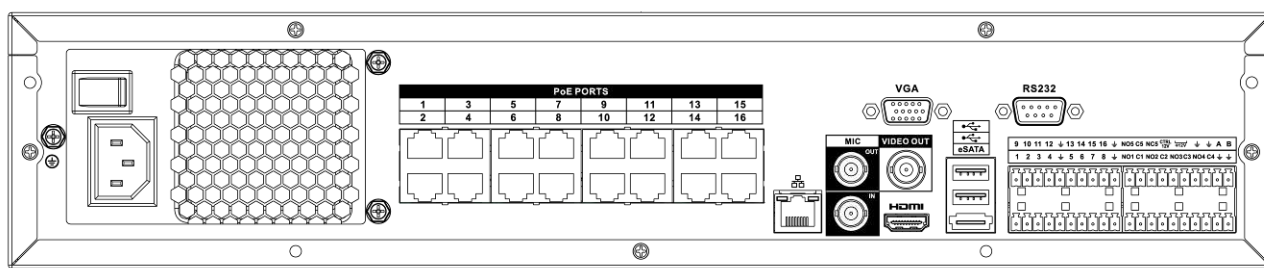 PoE PORTS
1 3 5 7 9 11 13 15
2 4 6 8 10 12 14 16
VGA
RS232
MIC
OUT
VIDEO OUT
IN
HDMI
eSATA
9 10 11 12 13 14 15 16 NO5 C5 NC5 CTRL 12V A B
1 2 3 4 5 6 7 8 NO1 C1 NO2 C2 NO3 C3 NO4 C4